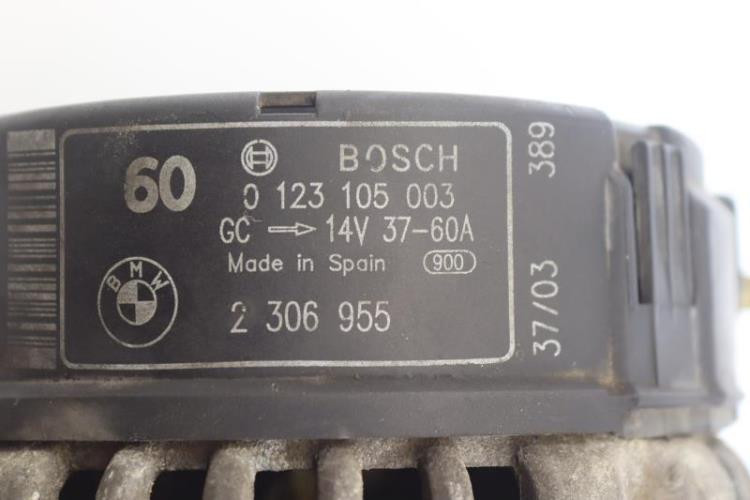 60
BOSCH
0 123 105 003
GC → 14V 37-60A
Made in Spain 900
BMW
2 306 955
37/03 389